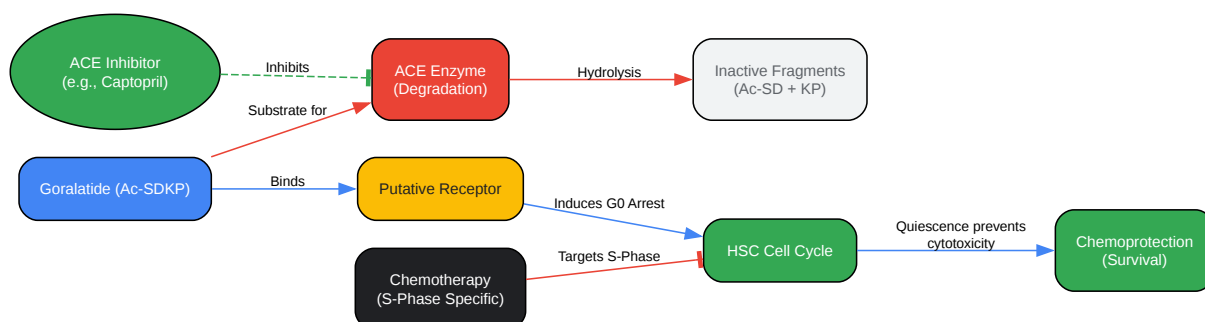 ACE Inhibitor
(e.g., Captopril)
Inhibits
ACE Enzyme
(Degradation)
Hydrolysis
Inactive Fragments
(Ac-SD + KP)
Substrate for
Goralatide (Ac-SDKP)
Binds
Putative Receptor
Induces G0 Arrest
Chemotherapy
(S-Phase Specific)
Targets S-Phase
HSC Cell Cycle
Quiescence prevents
cytotoxicity
Chemoprotection
(Survival)